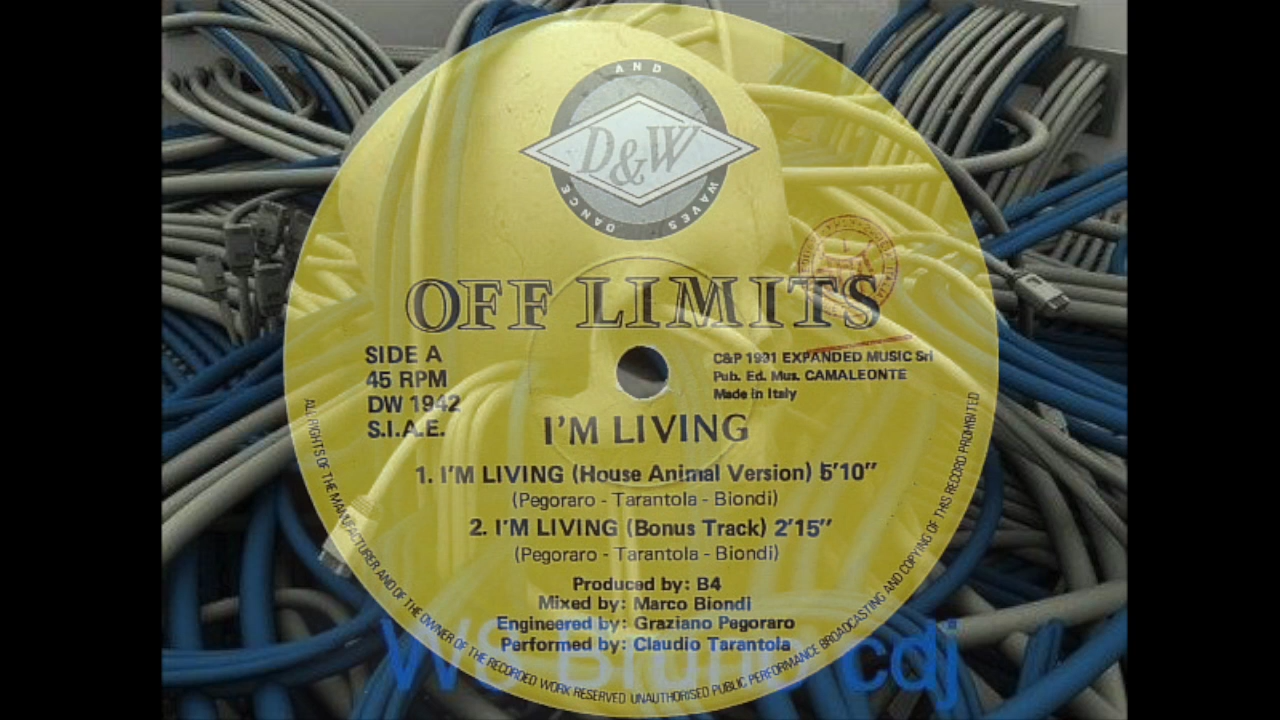 AND
D&W
DANCE WAVES
OFF LIMITS
SIDE A
45 RPM
DW 1942
S.I.A.E.
C&P 1991 EXPANDED MUSIC Srl
Pub. Ed. Mus. CAMALEONTE
Made in Italy
I'M LIVING
1. I'M LIVING (House Animal Version) 5'10"
(Pegoraro - Tarantola - Biondi)
2. I'M LIVING (Bonus Track) 2'15"
(Pegoraro - Tarantola - Biondi)
Produced by: B4
Mixed by: Marco Biondi
Engineered by: Graziano Pegoraro
Performed by: Claudio Tarantola
ALL RIGHTS OF THE MANUFACTURER AND OF THE OWNER OF THE RECORDED WORK RESERVED UNAUTHORISED PUBLIC PERFORMANCE BROADCASTING AND COPYING OF THIS RECORD PROHIBITED
cdj